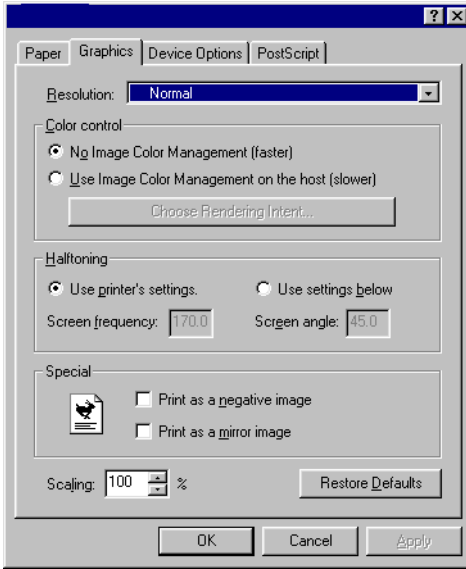 Paper Graphics Device Options PostScript
Resolution: Normal
Color control
No Image Color Management (faster)
Use Image Color Management on the host (slower)
Choose Rendering Intent...
Halftoning
Use printer's settings. Use settings below
Screen frequency: 170.0 Screen angle: 45.0
Special
Print as a negative image
Print as a mirror image
Scaling: 100 % Restore Defaults
OK Cancel Apply